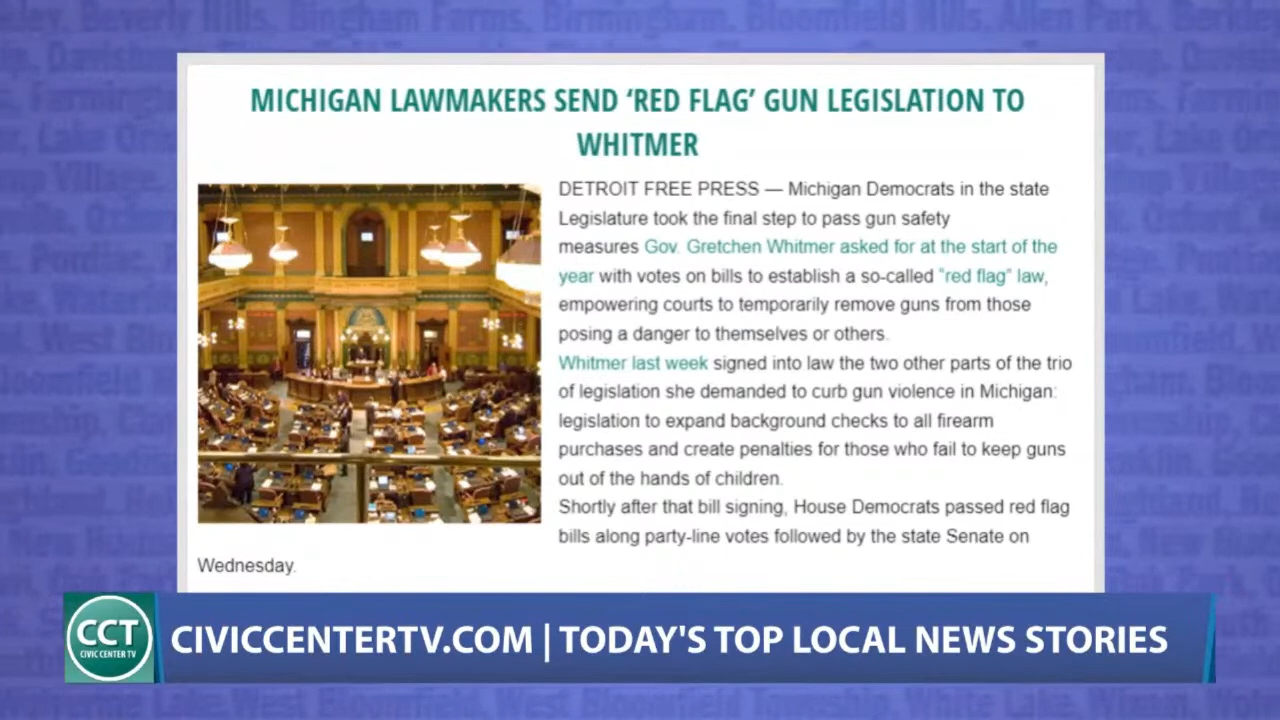 MICHIGAN LAWMAKERS SEND ‘RED FLAG’ GUN LEGISLATION TO
WHITMER
DETROIT FREE PRESS — Michigan Democrats in the state
Legislature took the final step to pass gun safety
measures Gov. Gretchen Whitmer asked for at the start of the
year with votes on bills to establish a so-called "red flag" law,
empowering courts to temporarily remove guns from those
posing a danger to themselves or others.
Whitmer last week signed into law the two other parts of the trio
of legislation she demanded to curb gun violence in Michigan:
legislation to expand background checks to all firearm
purchases and create penalties for those who fail to keep guns
out of the hands of children.
Shortly after that bill signing, House Democrats passed red flag
bills along party-line votes followed by the state Senate on
Wednesday.
CCT
CIVIC CENTER TV
CIVICCENTERTV.COM | TODAY'S TOP LOCAL NEWS STORIES